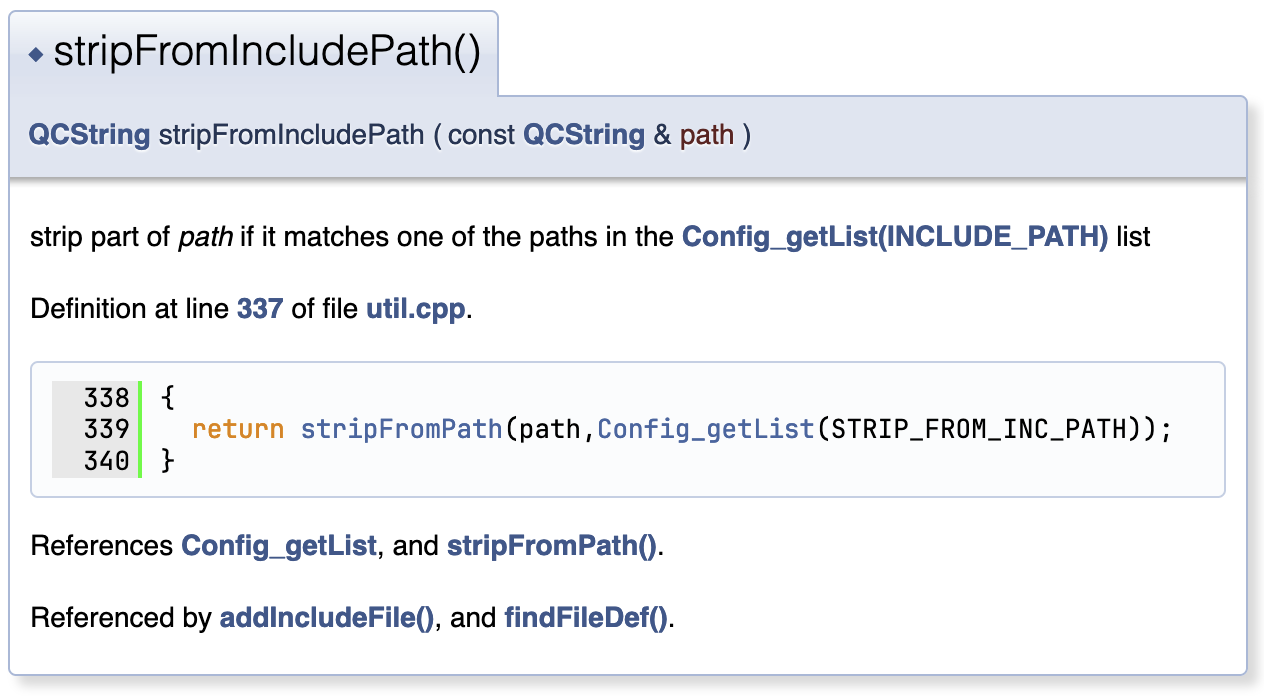 ◆ stripFromIncludePath()
QCString stripFromIncludePath ( const QCString & path )
strip part of path if it matches one of the paths in the Config_getList(INCLUDE_PATH) list
Definition at line 337 of file util.cpp.
338 {
339   return stripFromPath(path,Config_getList(STRIP_FROM_INC_PATH));
340 }
References Config_getList, and stripFromPath().
Referenced by addIncludeFile(), and findFileDef().